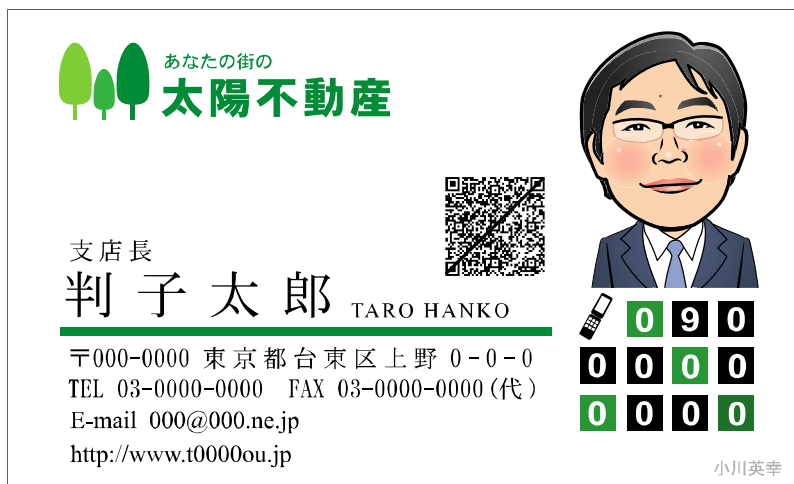 あなたの街の
太陽不動産
支店長
判子太郎 TARO HANKO
〒000-0000 東京都台東区上野 0-0-0
TEL 03-0000-0000 FAX 03-0000-0000(代)
E-mail 000@000.ne.jp
http://www.t0000ou.jp
090
0000
0000
小川英幸